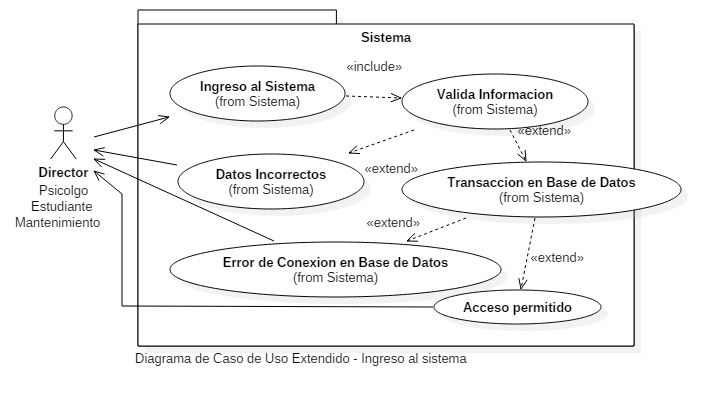 Sistema
«include»
Ingreso al Sistema
(from Sistema)
Valida Informacion
(from Sistema)
«extend»
Director
Psicolgo
Estudiante
Mantenimiento
Datos Incorrectos
(from Sistema)
«extend»
Transaccion en Base de Datos
(from Sistema)
«extend»
Error de Conexion en Base de Datos
(from Sistema)
«extend»
Acceso permitido
Diagrama de Caso de Uso Extendido - Ingreso al sistema